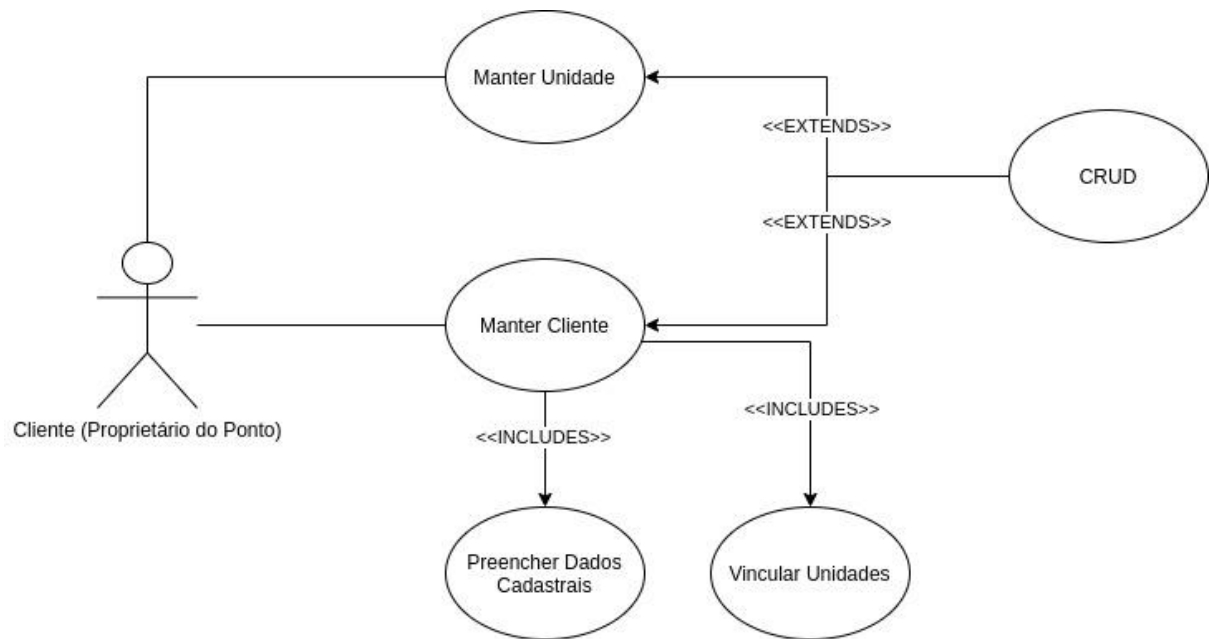 Manter Unidade
<<EXTENDS>>
CRUD
<<EXTENDS>>
Manter Cliente
<<INCLUDES>>
Cliente (Proprietário do Ponto)
<<INCLUDES>>
Preencher Dados
Cadastrais
Vincular Unidades